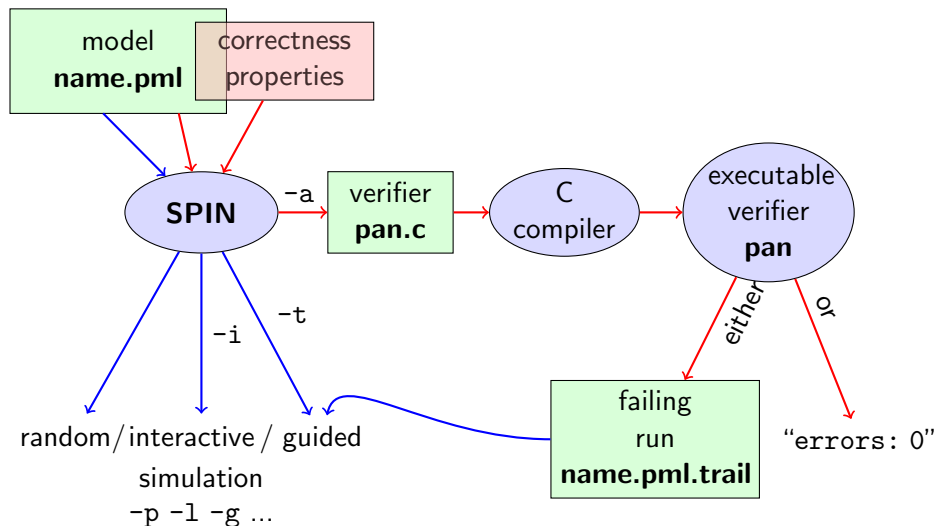 model
name.pml
correctness
properties
SPIN
-a
verifier
pan.c
C
compiler
executable
verifier
pan
-i
-t
either
or
random/interactive/guided
simulation
-p -l -g ...
failing
run
name.pml.trail
“errors: 0”